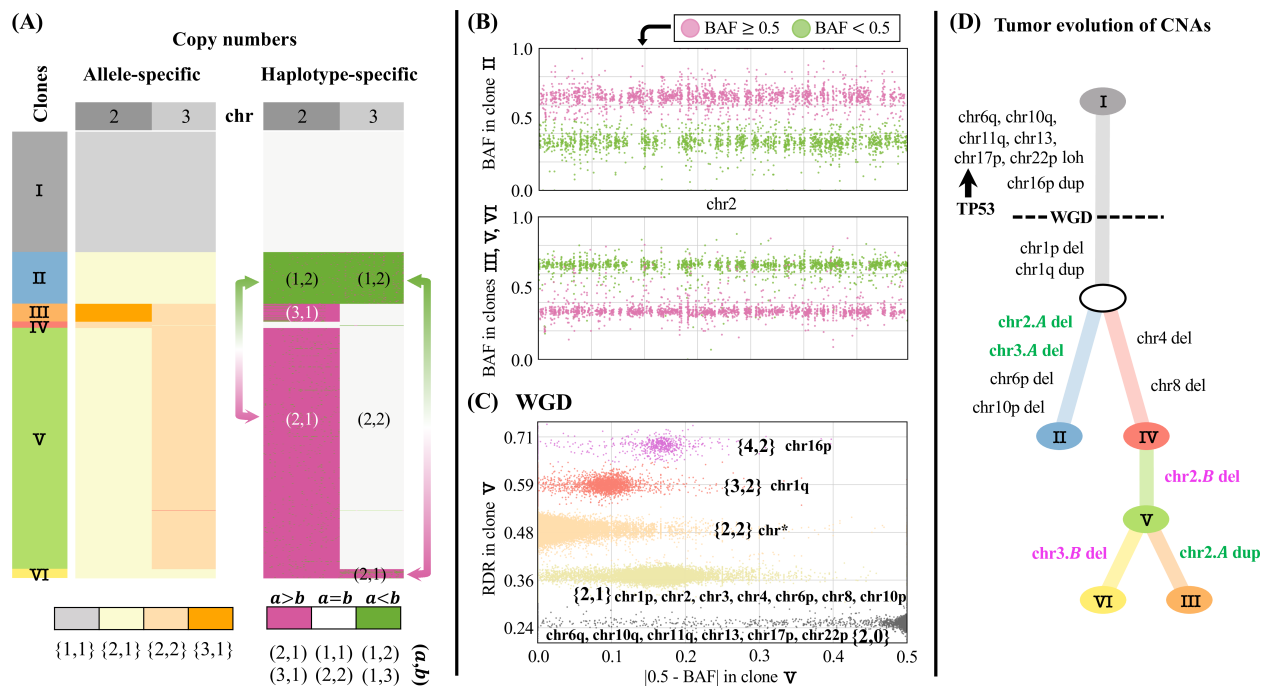 (A)
Copy numbers
Allele-specific
Haplotype-specific
Clones
chr
2
3
2
3
I
II
III
IV
V
VI
(1,2)
(1,2)
(3,1)
(2,1)
(2,2)
(2,1)
{1,1} {2,1} {2,2} {3,1}
a>b a=b a<b
(2,1) (1,1) (1,2)
(3,1) (2,2) (1,3)
(a,b)
(B)
BAF ≥ 0.5
BAF < 0.5
BAF in clone II
1.0
0.5
0.0
chr2
BAF in clones III, V, VI
1.0
0.5
0.0
(C) WGD
RDR in clone V
0.71
0.59
0.48
0.36
0.24
{4,2} chr16p
{3,2} chr1q
{2,2} chr*
{2,1} chr1p, chr2, chr3, chr4, chr6p, chr8, chr10p
chr6q, chr10q, chr11q, chr13, chr17p, chr22p {2,0}
0.0 0.1 0.2 0.3 0.4 0.5
|0.5 - BAF| in clone V
(D) Tumor evolution of CNAs
I
chr6q, chr10q,
chr11q, chr13,
chr17p, chr22p loh
chr16p dup
TP53
WGD
chr1p del
chr1q dup
chr2.A del
chr3.A del
chr6p del
chr10p del
chr4 del
chr8 del
II
IV
chr2.B del
V
chr3.B del
chr2.A dup
VI
III